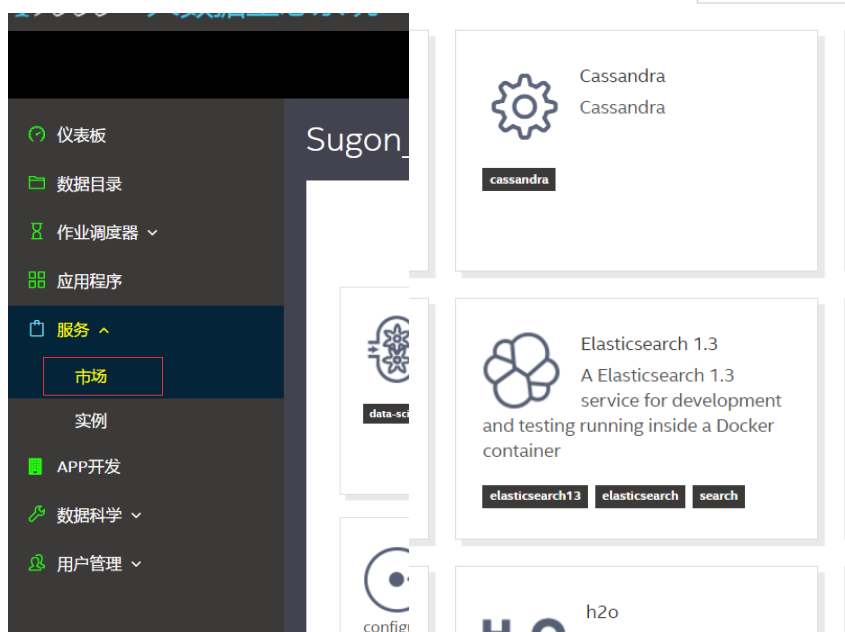 仪表板
数据目录
作业调度器
应用程序
服务
市场
实例
APP开发
数据科学
用户管理
Sugon_
data-sci
configu
Cassandra
Cassandra
cassandra
Elasticsearch 1.3
A Elasticsearch 1.3
service for development
and testing running inside a Docker
container
elasticsearch13 elasticsearch search
h2o